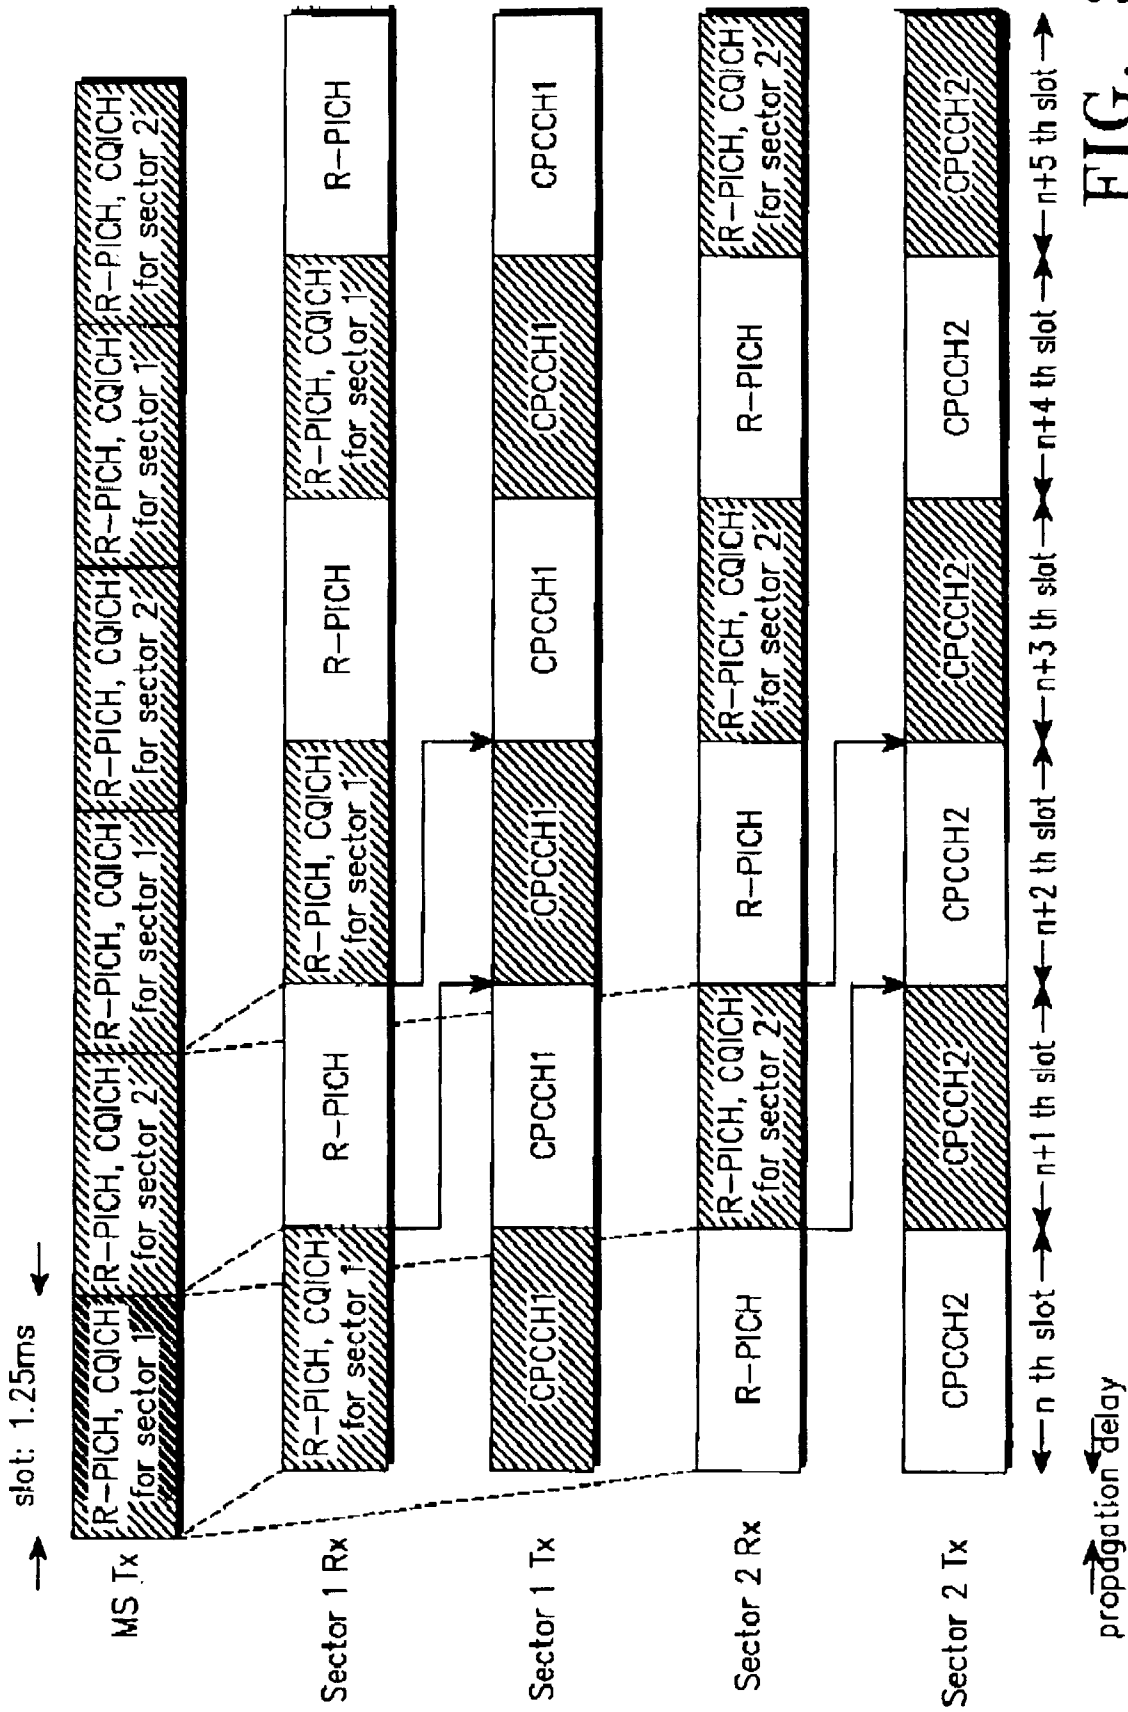 slot: 1.25ms
MS Tx
R-PICH, CQICH
for sector 1
R-PICH, CQICH
for sector 2
R-PICH, CQICH
for sector 1
R-PICH, CQICH
for sector 2
R-PICH, CQICH
for sector 1
R-PICH, CQICH
for sector 2
Sector 1 Rx
R-PICH, CQICH
for sector 1
R-PICH
R-PICH, CQICH
for sector 1
R-PICH
R-PICH, CQICH
for sector 1
R-PICH
Sector 1 Tx
CPCCH1
CPCCH1
CPCCH1
CPCCH1
CPCCH1
CPCCH1
Sector 2 Rx
R-PICH
R-PICH, CQICH
for sector 2
R-PICH
R-PICH, CQICH
for sector 2
R-PICH
R-PICH, CQICH
for sector 2
Sector 2 Tx
CPCCH2
CPCCH2
CPCCH2
CPCCH2
CPCCH2
CPCCH2
n th slot
n+1 th slot
n+2 th slot
n+3 th slot
n+4 th slot
n+5 th slot
propagation delay
FIG.